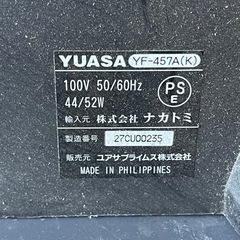 YUASA YF-457A(K)
100V 50/60Hz
44/52W
PS
E
輸入元 株式会社 ナカトミ
製造番号 27CU00235
販売元 ユアサプライムス株式会社
MADE IN PHILIPPINES